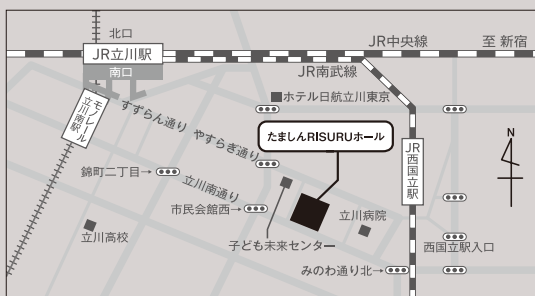 北口
JR立川駅
南口
JR中央線
至 新宿
JR南武線
モノレール
立川南駅
すずらん通り
やすらぎ通り
ホテル日航立川東京
たましんRISURUホール
JR西国立駅
N
錦町二丁目→
立川南通り
市民会館西→
立川高校
子ども未来センター
立川病院
西国立駅入口
みのわ通り北→